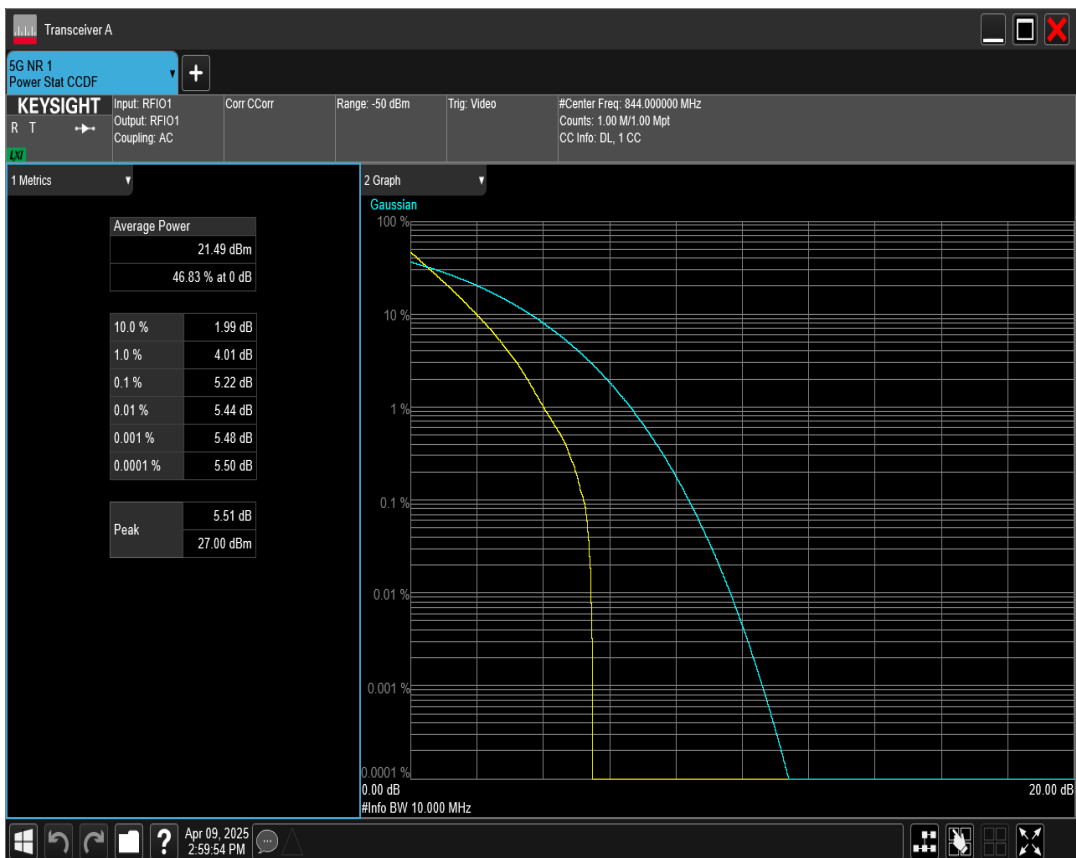 Transceiver A
5G NR 1
Power Stat CCDF
+
KEYSIGHT
R T
LXI
Input: RFIO1
Output: RFIO1
Coupling: AC
Corr CCorr
Range: -50 dBm
Trig: Video
#Center Freq: 844.000000 MHz
Counts: 1.00 M/1.00 Mpt
CC Info: DL, 1 CC
1 Metrics
Average Power
21.49 dBm
46.83 % at 0 dB
10.0 % 1.99 dB
1.0 % 4.01 dB
0.1 % 5.22 dB
0.01 % 5.44 dB
0.001 % 5.48 dB
0.0001 % 5.50 dB
Peak
5.51 dB
27.00 dBm
2 Graph
Gaussian
100 %
10 %
1 %
0.1 %
0.01 %
0.001 %
0.0001 %
0.00 dB 20.00 dB
#Info BW 10.000 MHz
?
Apr 09, 2025
2:59:54 PM